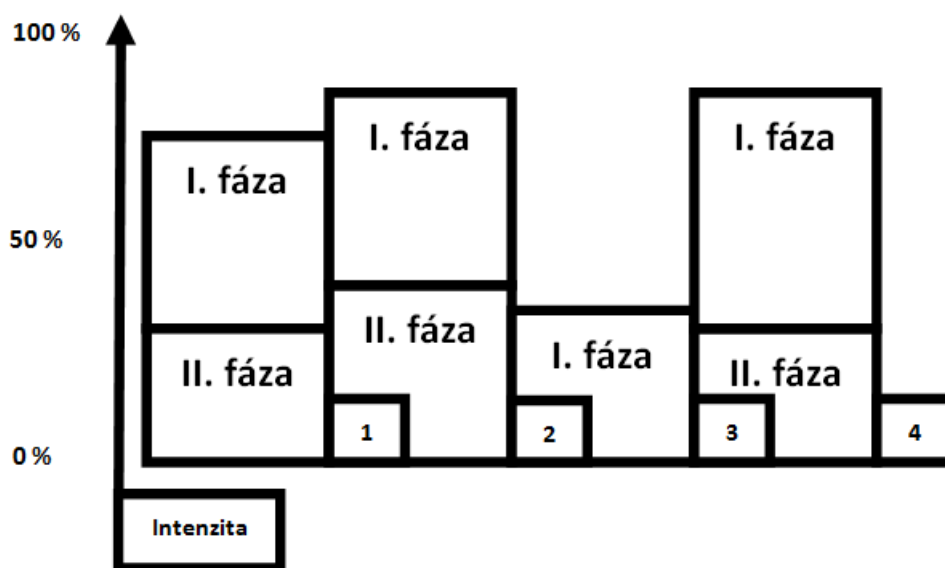 100 %
I. fáza
I. fáza
I. fáza
50 %
II. fáza
I. fáza
II. fáza
II. fáza
1
2
3
4
0 %
Intenzita